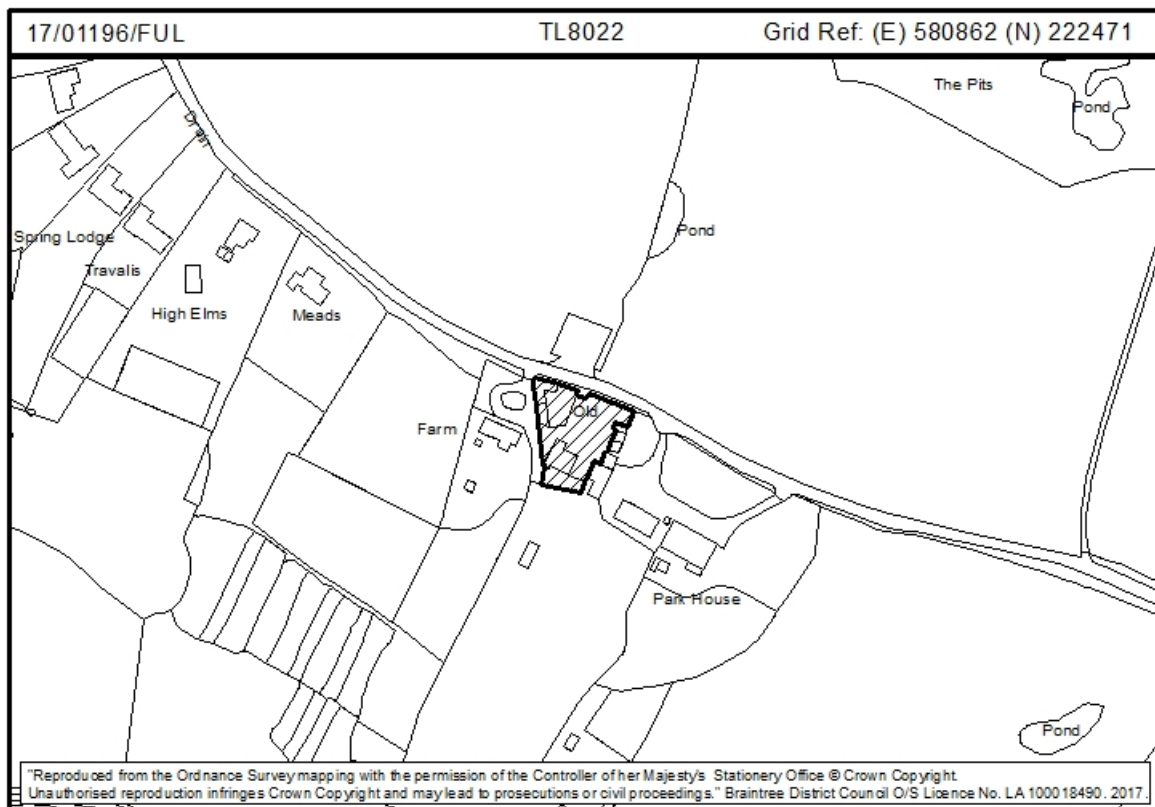 17/01196/FUL TL8022 Grid Ref: (E) 580862 (N) 222471
The Pits
Pond
Drain
Pond
Spring Lodge
Travalis
High Elms
Meads
Old
Farm
Park House
Pond
"Reproduced from the Ordnance Survey mapping with the permission of the Controller of her Majesty's Stationery Office © Crown Copyright.
Unauthorised reproduction infringes Crown Copyright and may lead to prosecutions or civil proceedings." Braintree District Council O/S Licence No. LA 100018490. 2017.